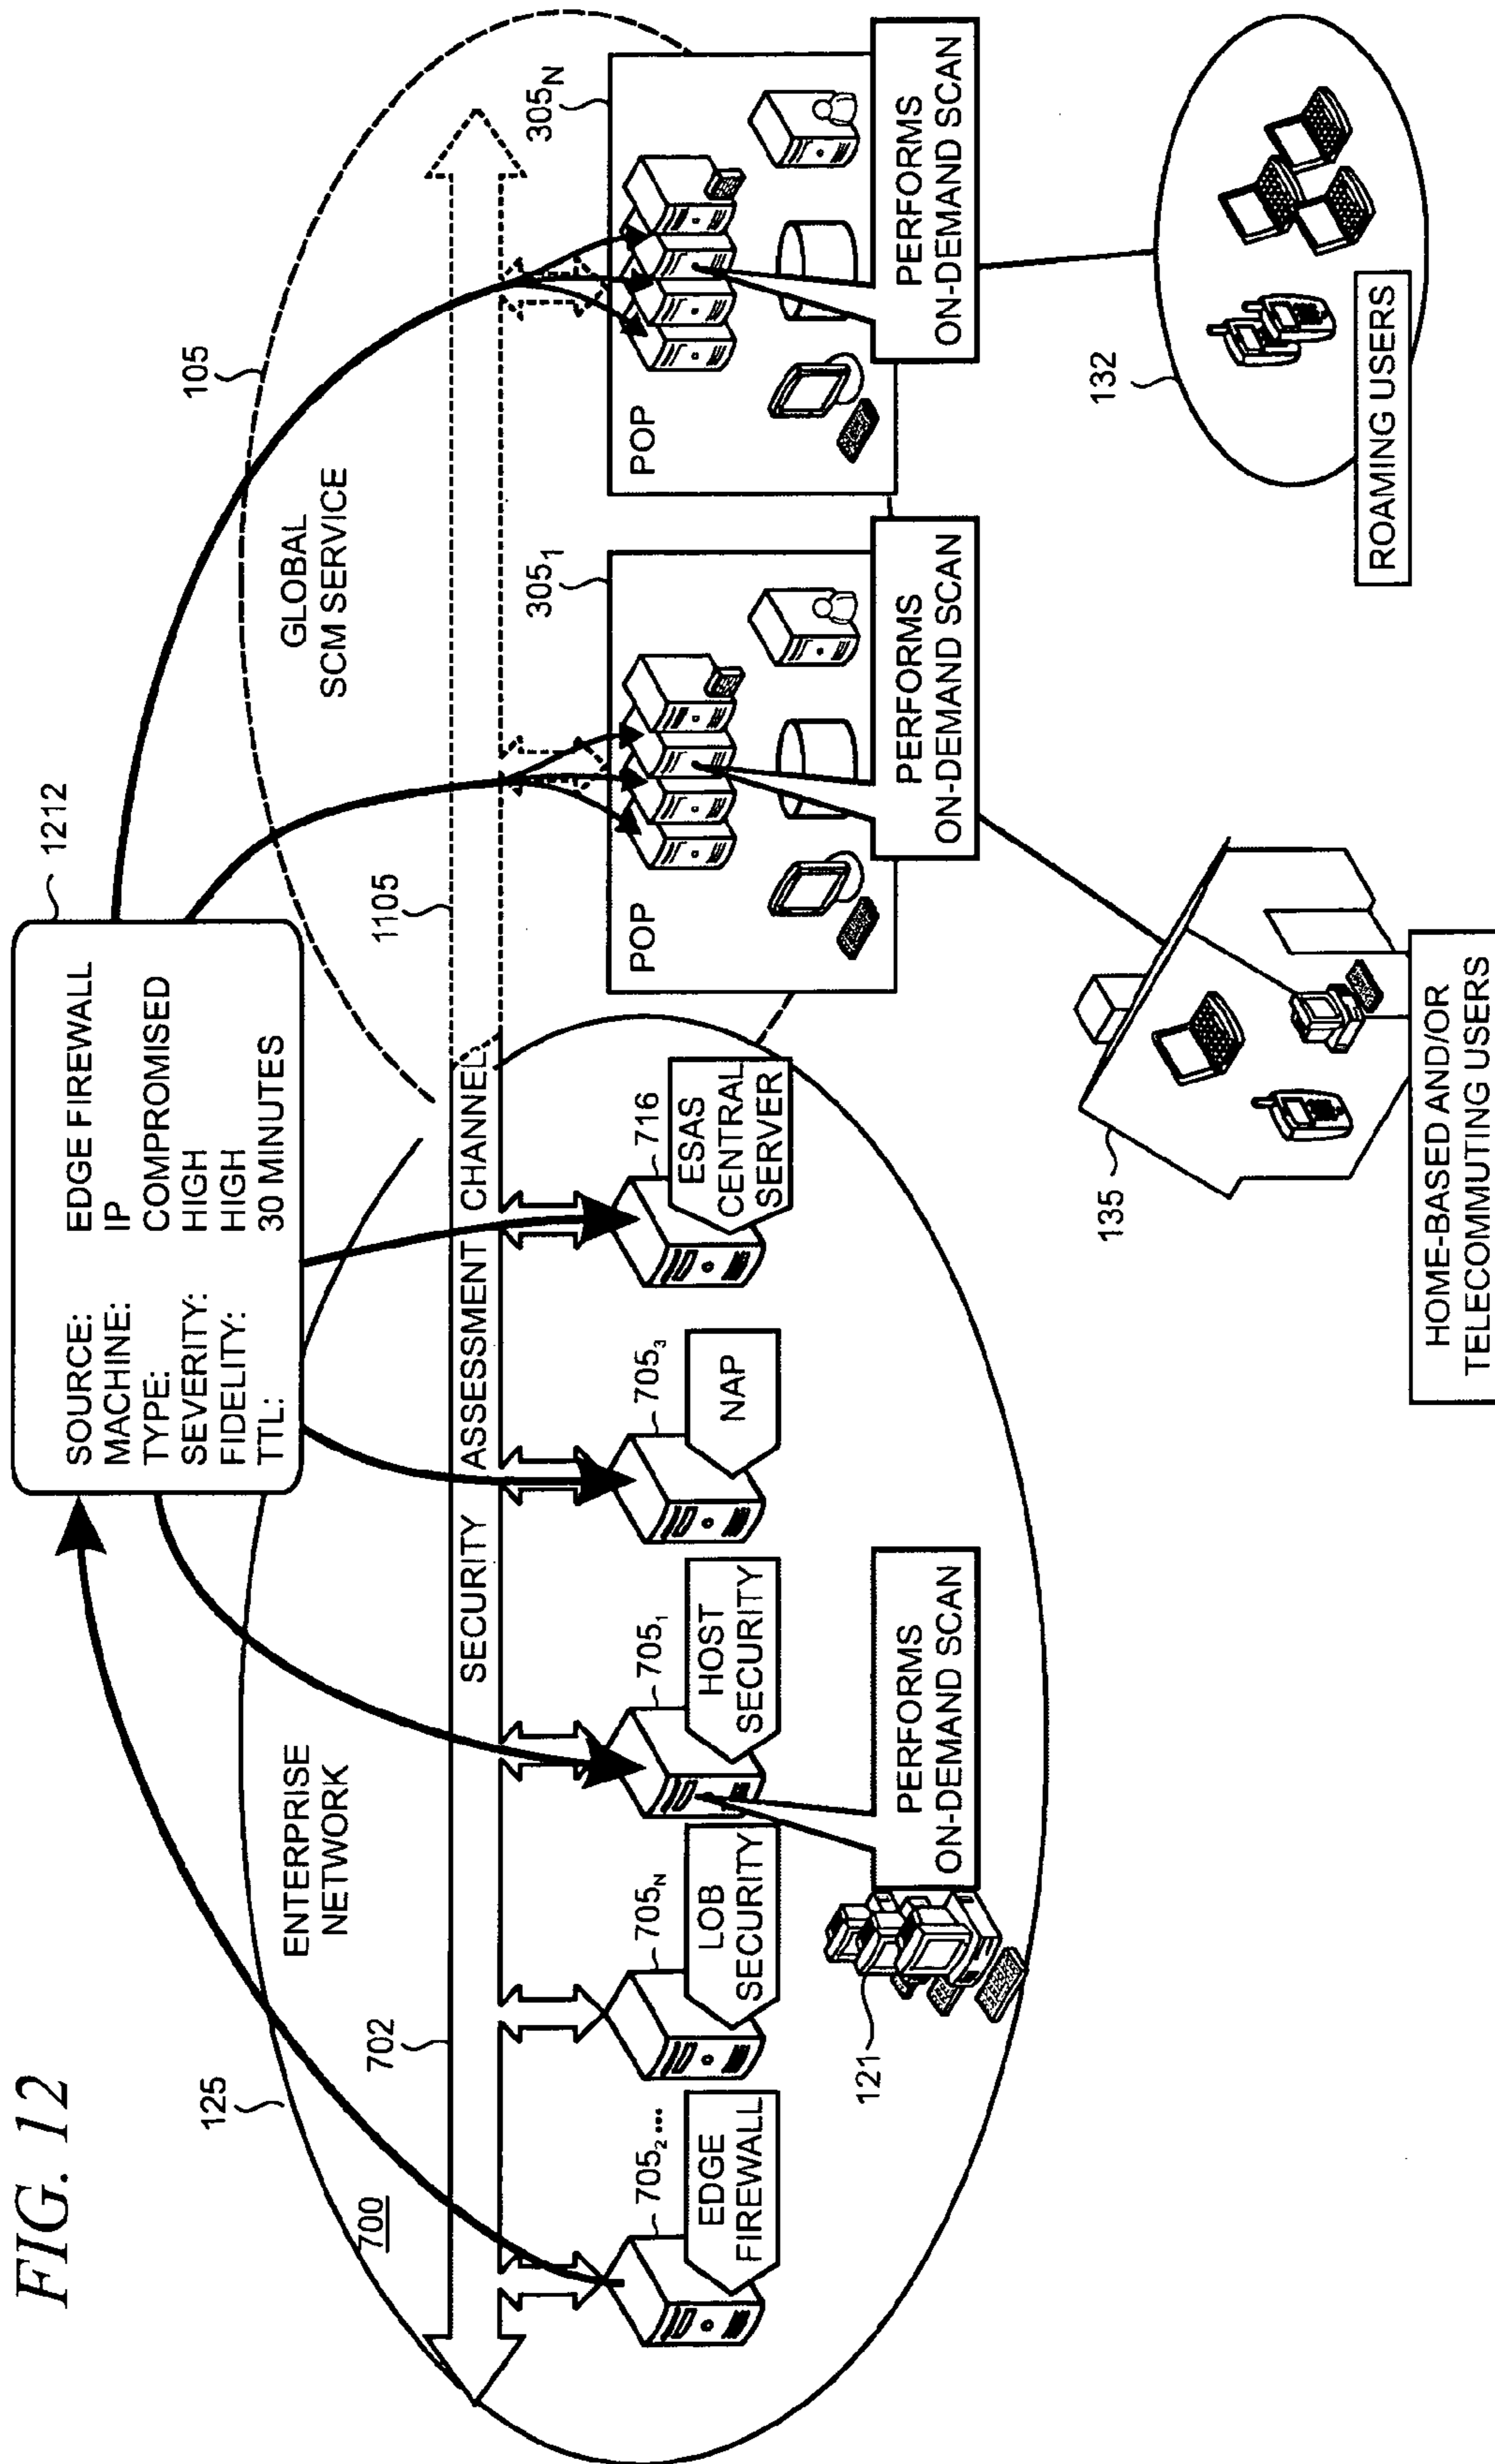 FIG. 12
SOURCE: EDGE FIREWALL
MACHINE: IP
TYPE: COMPROMISED
SEVERITY: HIGH
FIDELITY: HIGH
TTL: 30 MINUTES
1212
125
700
ENTERPRISE
NETWORK
702
SECURITY ASSESSMENT CHANNEL
1105
GLOBAL
SCM SERVICE
105
705₂...
EDGE
FIREWALL
705N
LOB
SECURITY
705₁
HOST
SECURITY
705₃
NAP
716
ESAS
CENTRAL
SERVER
305₁
POP
305N
POP
121
PERFORMS
ON-DEMAND SCAN
PERFORMS
ON-DEMAND SCAN
PERFORMS
ON-DEMAND SCAN
135
HOME-BASED AND/OR
TELECOMMUTING USERS
132
ROAMING USERS